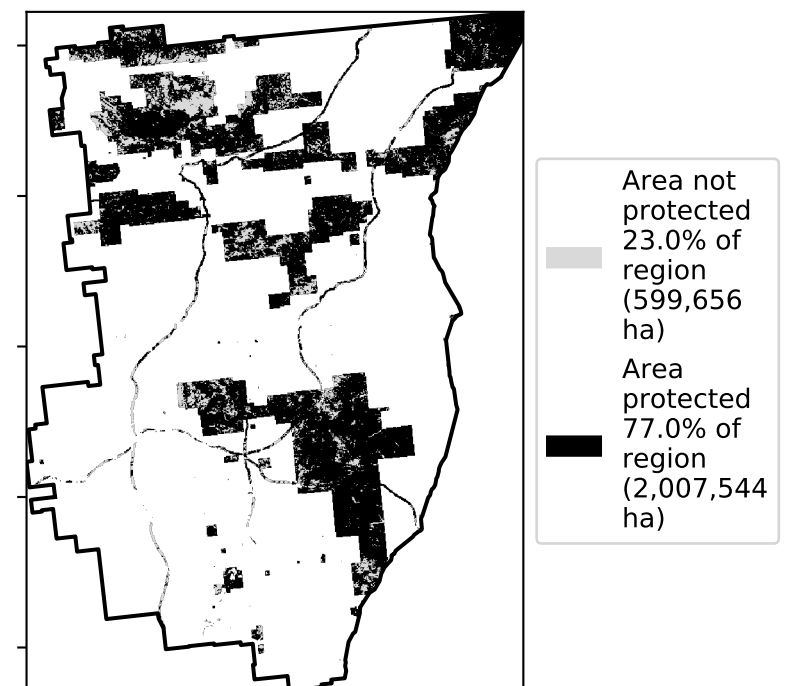 Area not
protected
23.0% of
region
(599,656
ha)
Area
protected
77.0% of
region
(2,007,544
ha)